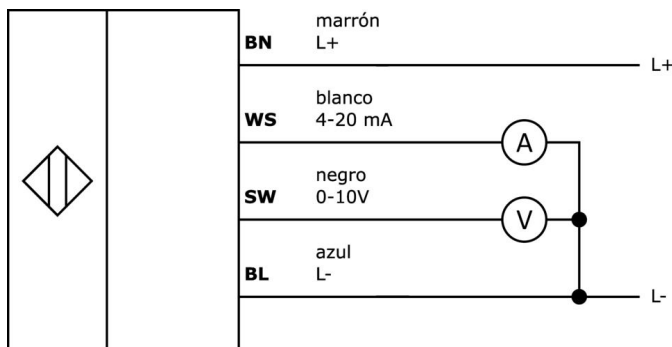 marrón
BN L+
L+
blanco
WS 4-20 mA
A
negro
SW 0-10V
V
azul
BL L-
L-